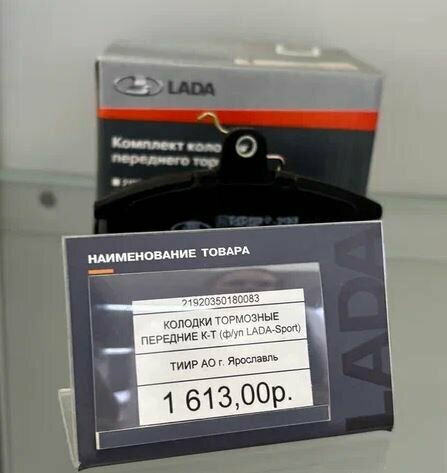 LADA
Комплект коло
переднего тор
НАИМЕНОВАНИЕ ТОВАРА
21920350180083
КОЛОДКИ ТОРМОЗНЫЕ
ПЕРЕДНИЕ К-Т (ф/уп LADA-Sport)
ТИИР АО г. Ярославль
1 613,00р.
LADA